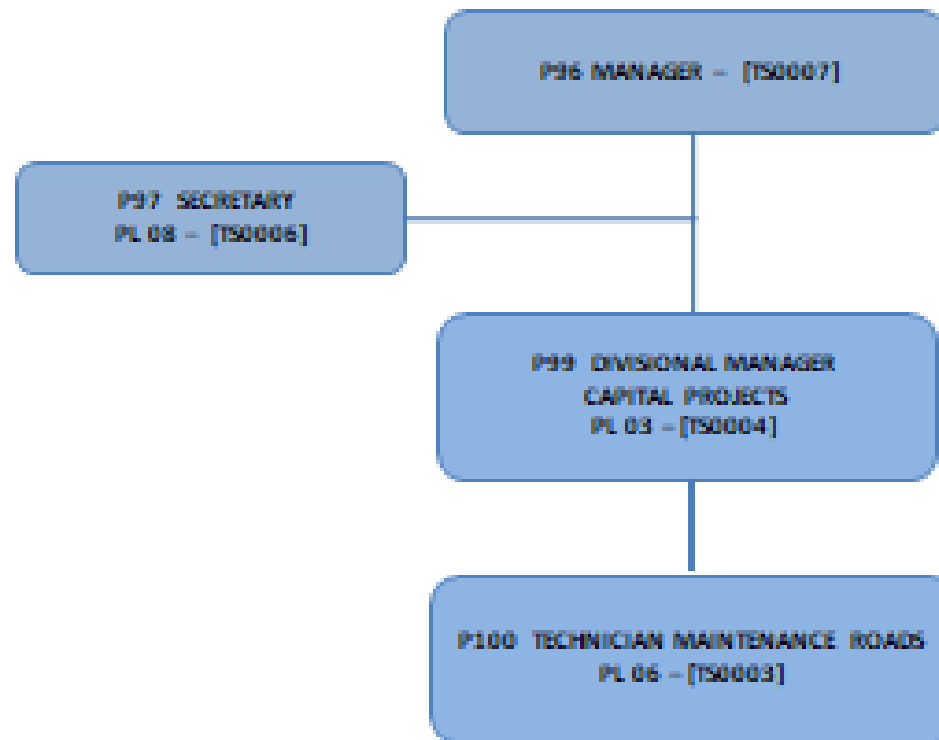 P96 MANAGER – [TS0007]
P97 SECRETARY
PL 08 – [TS0006]
P99 DIVISIONAL MANAGER
CAPITAL PROJECTS
PL 03 –[TS0004]
P100 TECHNICIAN MAINTENANCE ROADS
PL 06 –[TS0003]